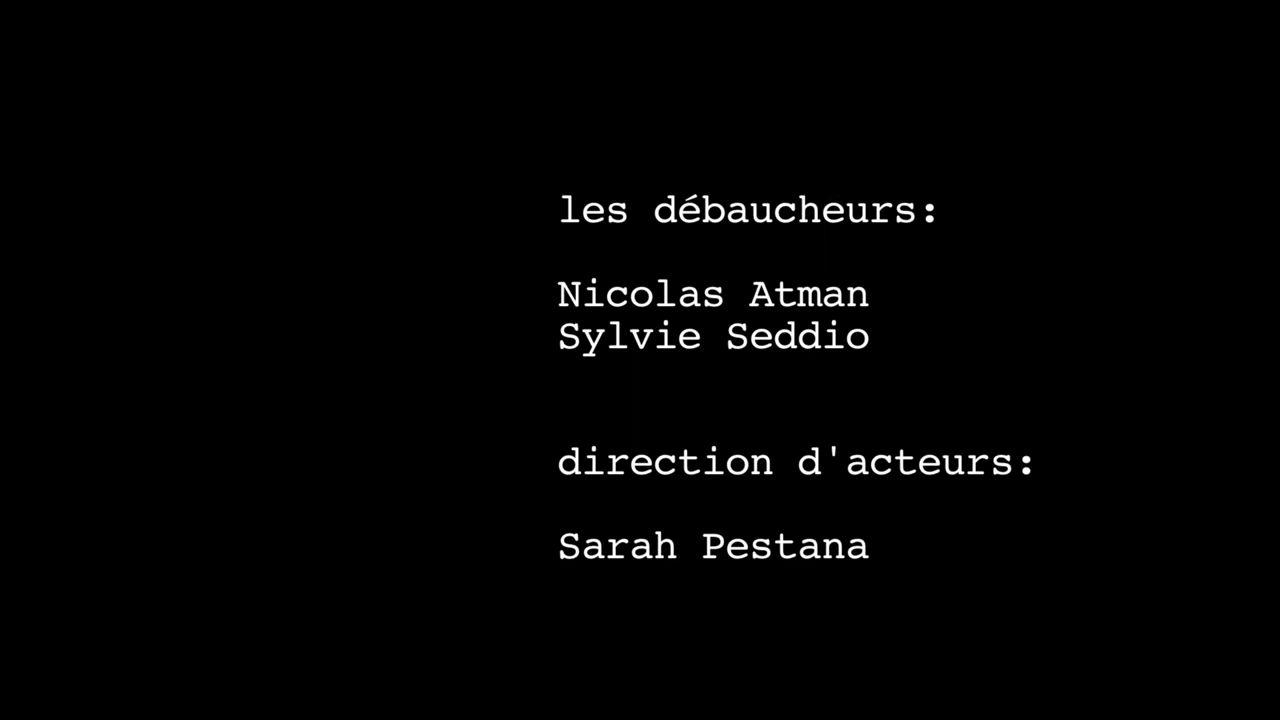 les débaucheurs:
Nicolas Atman
Sylvie Seddio
direction d'acteurs:
Sarah Pestana